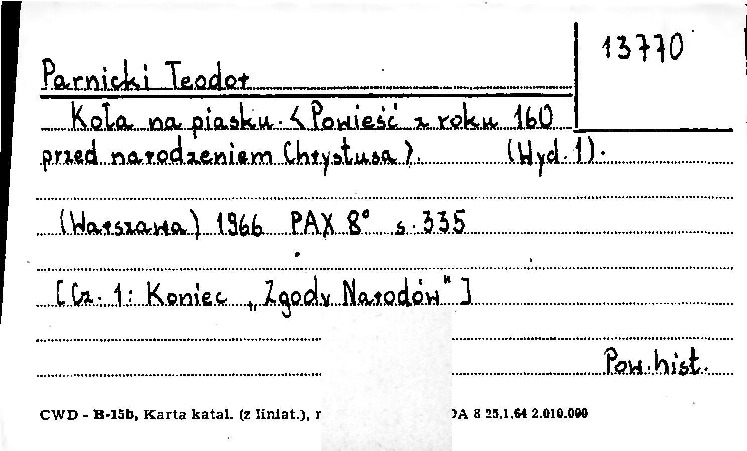 13770
Parnicki Teodor
Koła na piasku. <Powieść z roku 160
przed narodzeniem Chrystusa>. (Wyd. 1).
(Warszawa) 1966 PAX 8° s. 335
[Cz. 1: Koniec „Zgody Narodów"]
Pow. hist.
CWD - B-15b, Karta katal. (z liniat.), DA 8 25.1.64 2.010.000